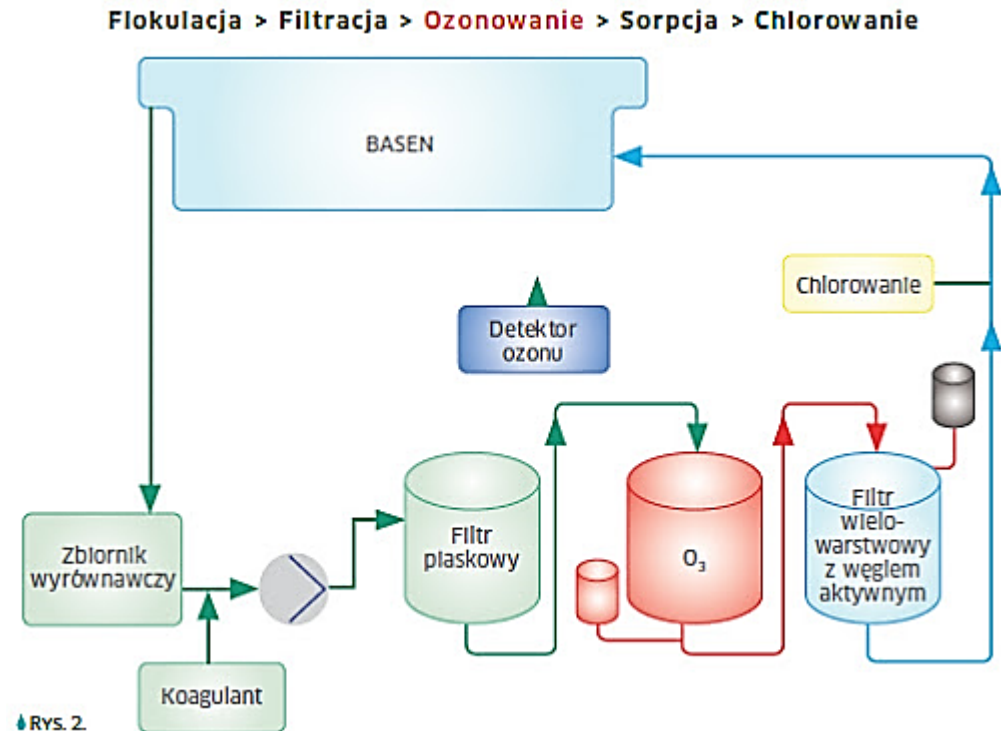 Flokulacja > Filtracja > Ozonowanie > Sorpcja > Chlorowanie
BASEN
Chlorowanie
Detektor
ozonu
Zbiornik
wyrównawczy
Filtr
piaskowy
O₃
Filtr
wielo-
warstwowy
z węglem
aktywnym
Koagulant
Rys. 2.